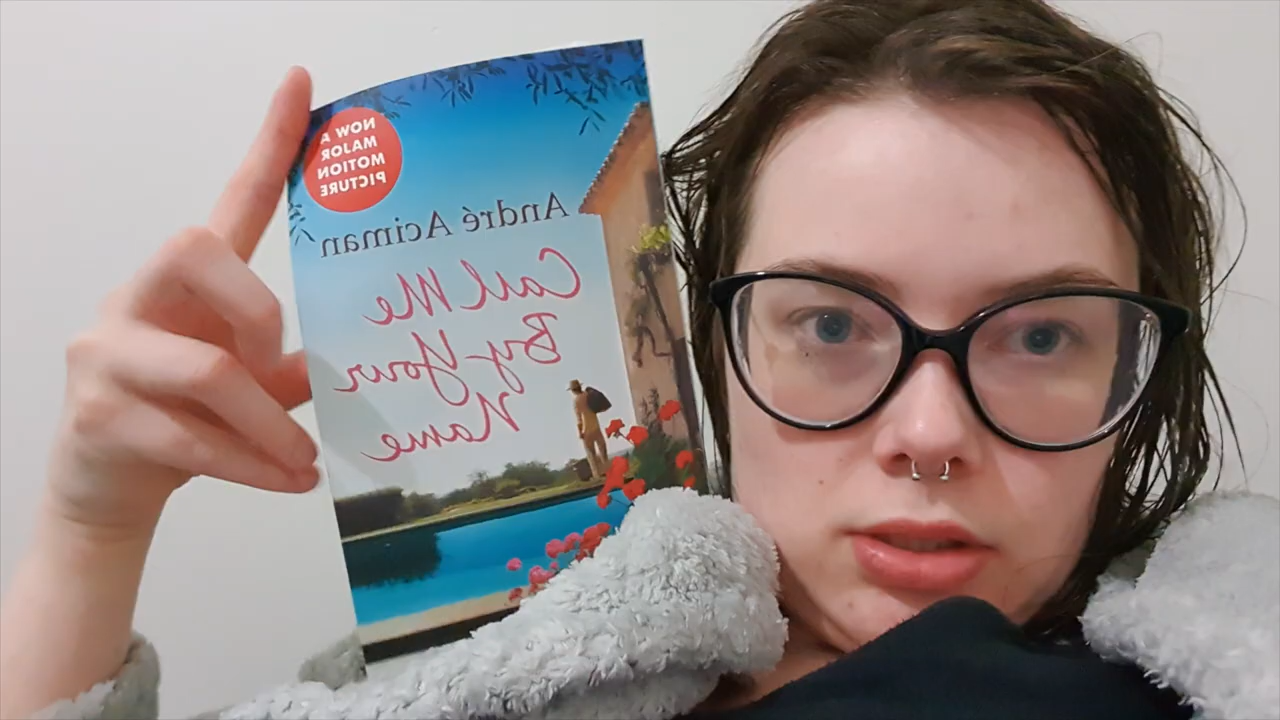 NOW A
MAJOR
MOTION
PICTURE
André Aciman
Call Me
By Your
Name